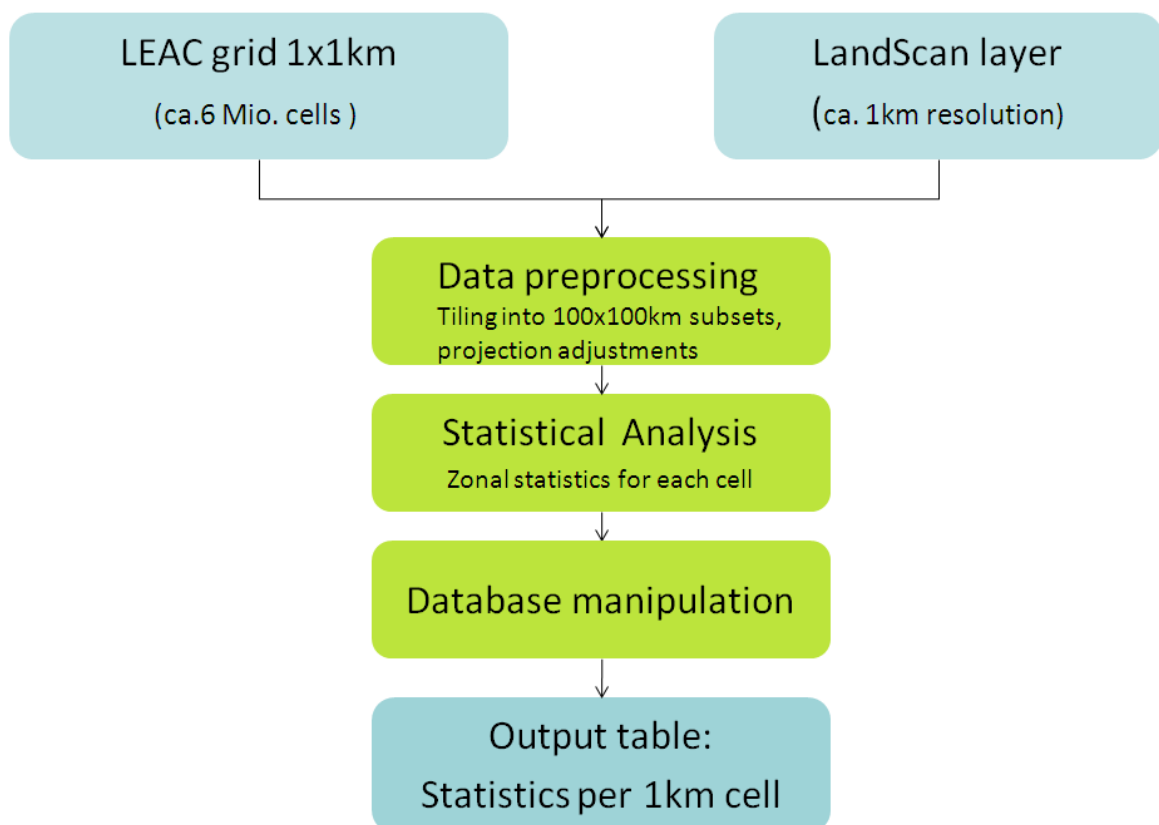 LEAC grid 1x1km
(ca.6 Mio. cells )
LandScan layer
(ca. 1km resolution)
Data preprocessing
Tiling into 100x100km subsets,
projection adjustments
Statistical Analysis
Zonal statistics for each cell
Database manipulation
Output table:
Statistics per 1km cell